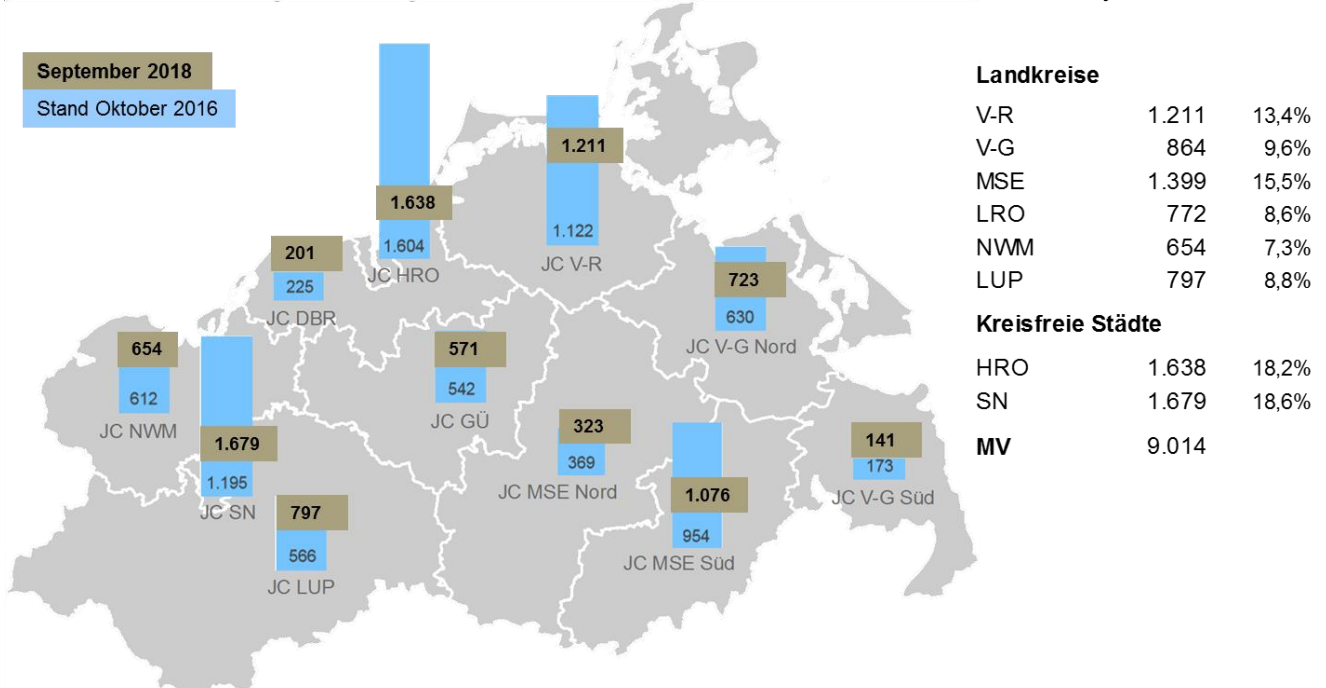 September 2018
Stand Oktober 2016
1.211
1.122
JC V-R
1.638
1.604
JC HRO
201
225
JC DBR
723
630
JC V-G Nord
654
612
JC NWM
571
542
JC GÜ
1.679
1.195
JC SN
323
369
JC MSE Nord
141
173
JC V-G Süd
1.076
954
JC MSE Süd
797
566
JC LUP
Landkreise
V-R 1.211 13,4%
V-G 864 9,6%
MSE 1.399 15,5%
LRO 772 8,6%
NWM 654 7,3%
LUP 797 8,8%
Kreisfreie Städte
HRO 1.638 18,2%
SN 1.679 18,6%
MV 9.014